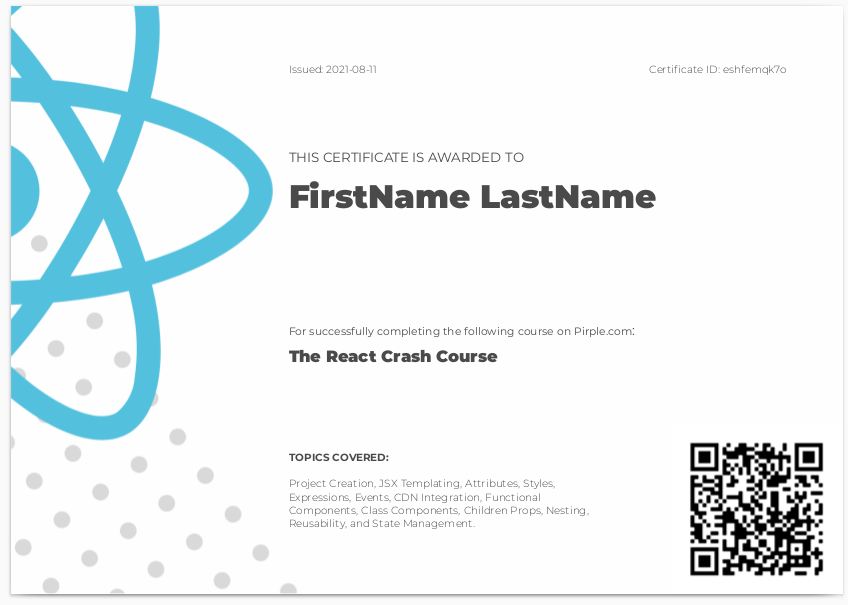 Issued: 2021-08-11
Certificate ID: eshfemqk7o
THIS CERTIFICATE IS AWARDED TO
FirstName LastName
For successfully completing the following course on Pirple.com:
The React Crash Course
TOPICS COVERED:
Project Creation, JSX Templating, Attributes, Styles,
Expressions, Events, CDN Integration, Functional
Components, Class Components, Children Props, Nesting,
Reusability, and State Management.